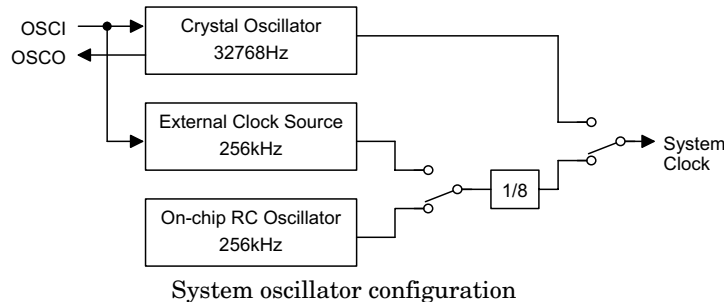 OSCI
OSCO
Crystal Oscillator
32768Hz
External Clock Source
256kHz
On-chip RC Oscillator
256kHz
1/8
System
Clock
System oscillator configuration